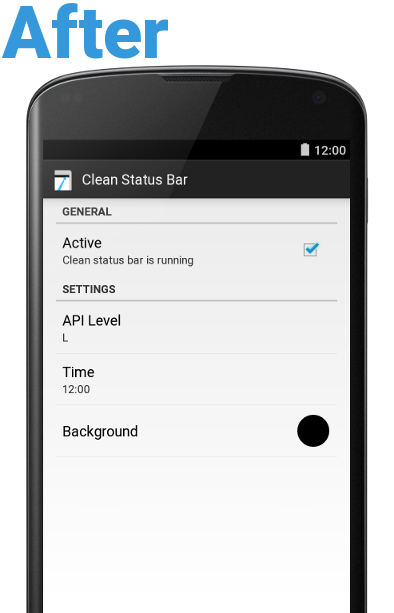 After
12:00
Clean Status Bar
GENERAL
Active
Clean status bar is running
SETTINGS
API Level
L
Time
12:00
Background